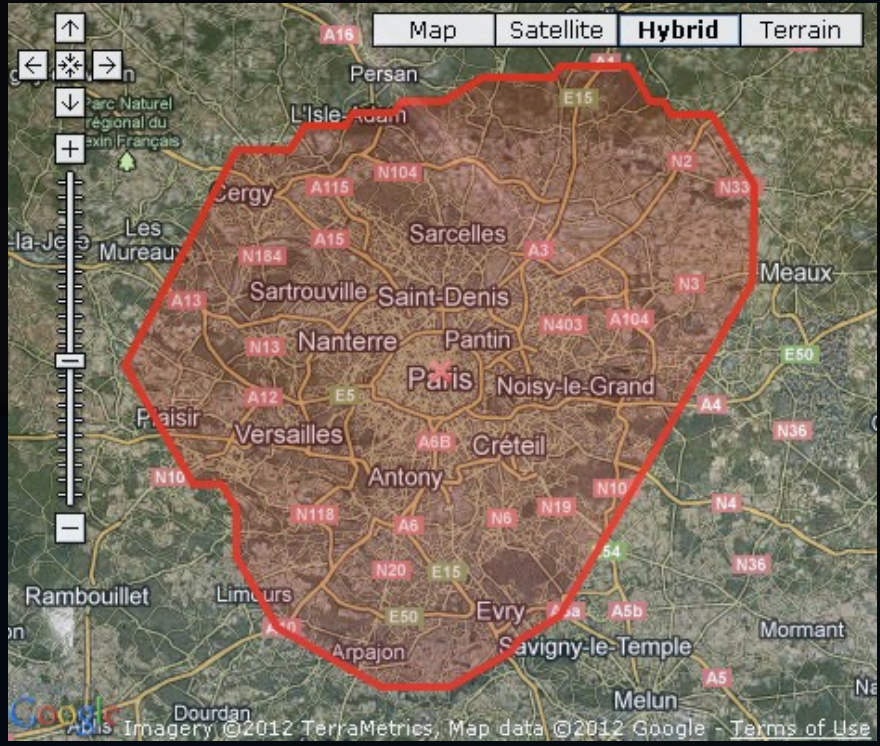 Map
Satellite
Hybrid
Terrain
A16
A1
Persan
E15
Parc Naturel
régional du
Vexin Français
L'Isle-Adam
N2
N104
A115
N33
Cergy
A15
Sarcelles
A3
Les
Mureaux
N184
Meaux
N3
Sartrouville
Saint-Denis
A13
N403
A104
Nanterre
Pantin
N13
E50
Paris
Noisy-le-Grand
A12
E5
A4
Plaisir
Versailles
A6B
Créteil
N36
Antony
N10
N10
N4
N118
A6
N6
N19
N20
E15
N36
Rambouillet
Limours
E50
Evry
A5a
A5b
A10
Arpajon
Savigny-le-Temple
Mormant
A5
Melun
Dourdan
Google
Ablis
Imagery ©2012 TerraMetrics, Map data ©2012 Google - Terms of Use